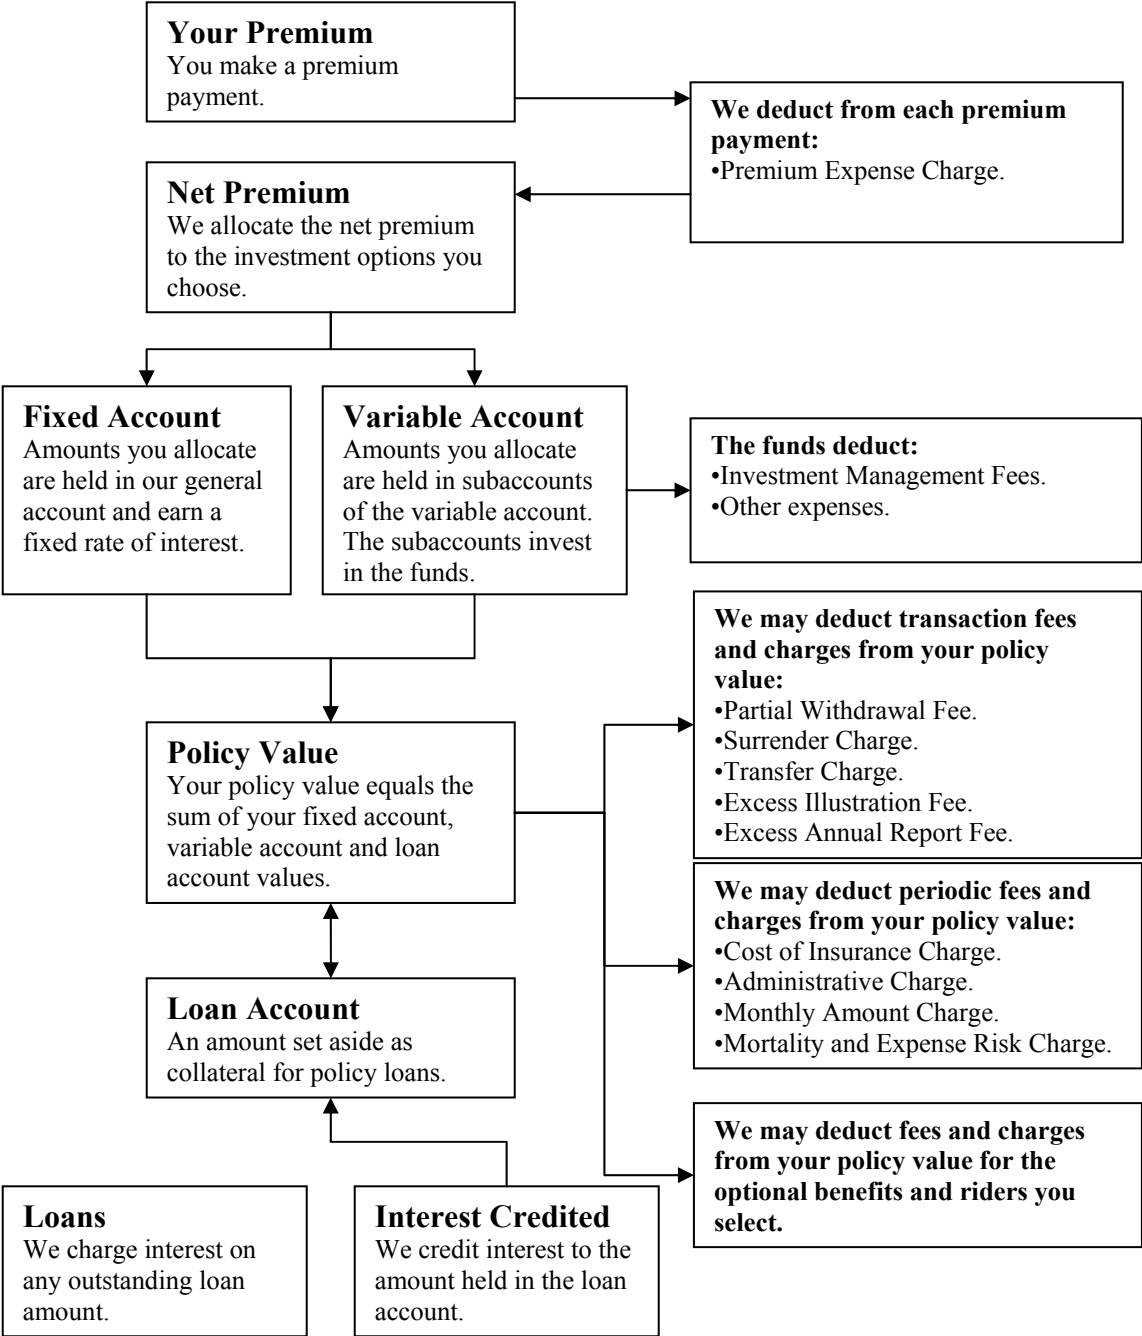 Your Premium
You make a premium
payment.
We deduct from each premium
payment:
•Premium Expense Charge.
Net Premium
We allocate the net premium
to the investment options you
choose.
Fixed Account
Amounts you allocate
are held in our general
account and earn a
fixed rate of interest.
Variable Account
Amounts you allocate
are held in subaccounts
of the variable account.
The subaccounts invest
in the funds.
The funds deduct:
•Investment Management Fees.
•Other expenses.
We may deduct transaction fees
and charges from your policy
value:
•Partial Withdrawal Fee.
•Surrender Charge.
•Transfer Charge.
•Excess Illustration Fee.
•Excess Annual Report Fee.
Policy Value
Your policy value equals the
sum of your fixed account,
variable account and loan
account values.
We may deduct periodic fees and
charges from your policy value:
•Cost of Insurance Charge.
•Administrative Charge.
•Monthly Amount Charge.
•Mortality and Expense Risk Charge.
Loan Account
An amount set aside as
collateral for policy loans.
We may deduct fees and charges
from your policy value for the
optional benefits and riders you
select.
Loans
We charge interest on
any outstanding loan
amount.
Interest Credited
We credit interest to the
amount held in the loan
account.